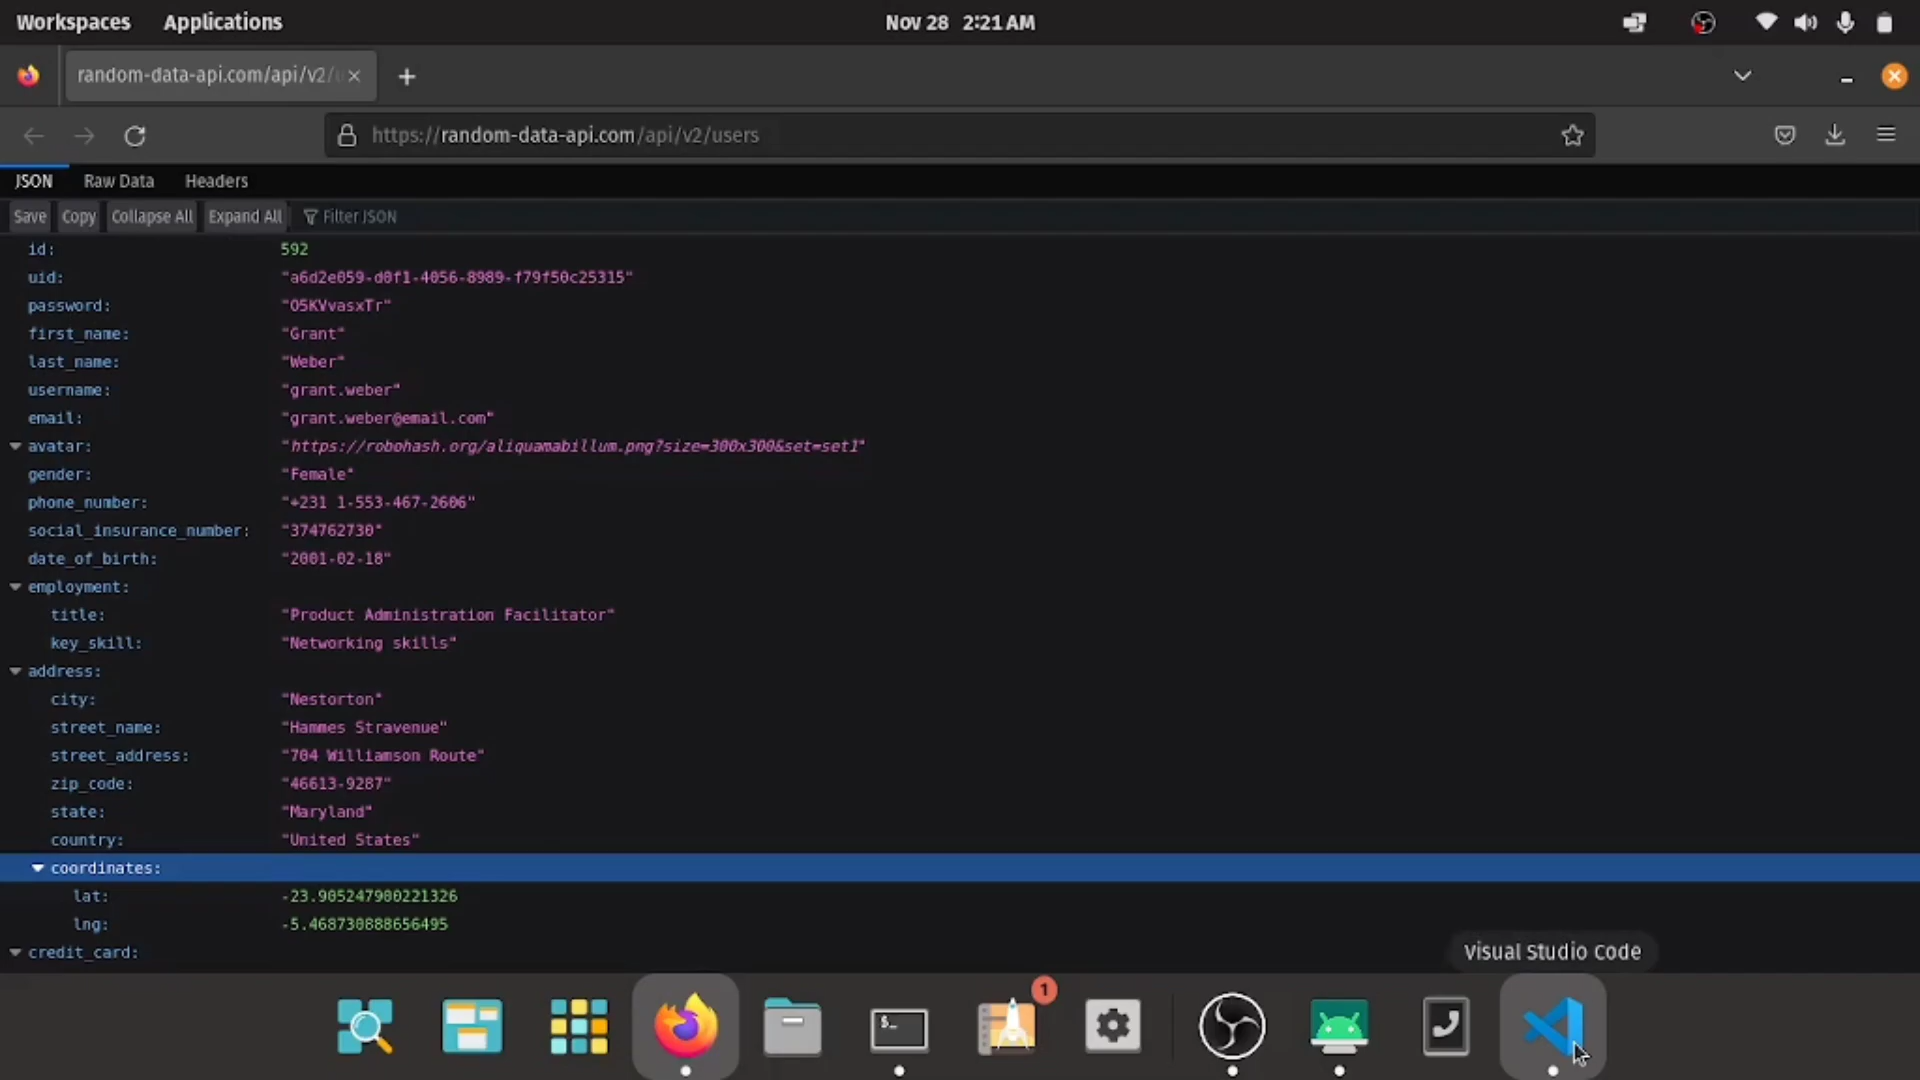 Workspaces Applications Nov 28 2:21 AM
random-data-api.com/api/v2/u
https://random-data-api.com/api/v2/users
JSON Raw Data Headers
Save Copy Collapse All Expand All Filter JSON
id: 592
uid: "a6d2e059-d0f1-4056-8989-f79f50c25315"
password: "O5KVvasxTr"
first_name: "Grant"
last_name: "Weber"
username: "grant.weber"
email: "grant.weber@email.com"
avatar: "https://robohash.org/aliquamabillum.png?size=300x300&set=set1"
gender: "Female"
phone_number: "+231 1-553-467-2606"
social_insurance_number: "374762730"
date_of_birth: "2001-02-18"
employment:
title: "Product Administration Facilitator"
key_skill: "Networking skills"
address:
city: "Nestorton"
street_name: "Hammes Stravenue"
street_address: "704 Williamson Route"
zip_code: "46613-9287"
state: "Maryland"
country: "United States"
coordinates:
lat: -23.905247900221326
lng: -5.468730888656495
credit_card:
Visual Studio Code
1
$_